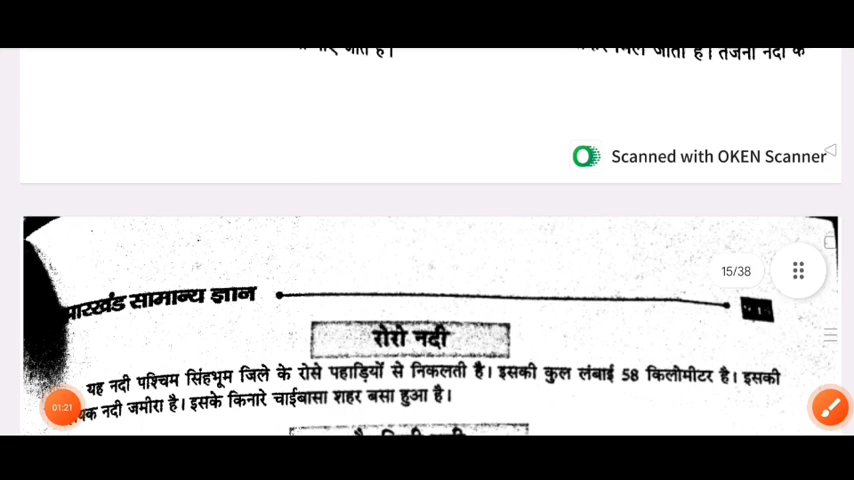 जाते है।
मिल जाती है। तजना नदी के
Scanned with OKEN Scanner
15/38
झारखंड सामान्य ज्ञान
रोरो नदी
यह नदी पश्चिम सिंहभूम जिले के रोसे पहाड़ियों से निकलती है। इसकी कुल लंबाई 58 किलोमीटर है। इसकी
नदी जमीरा है। इसके किनारे चाईबासा शहर बसा हुआ है।
01:21